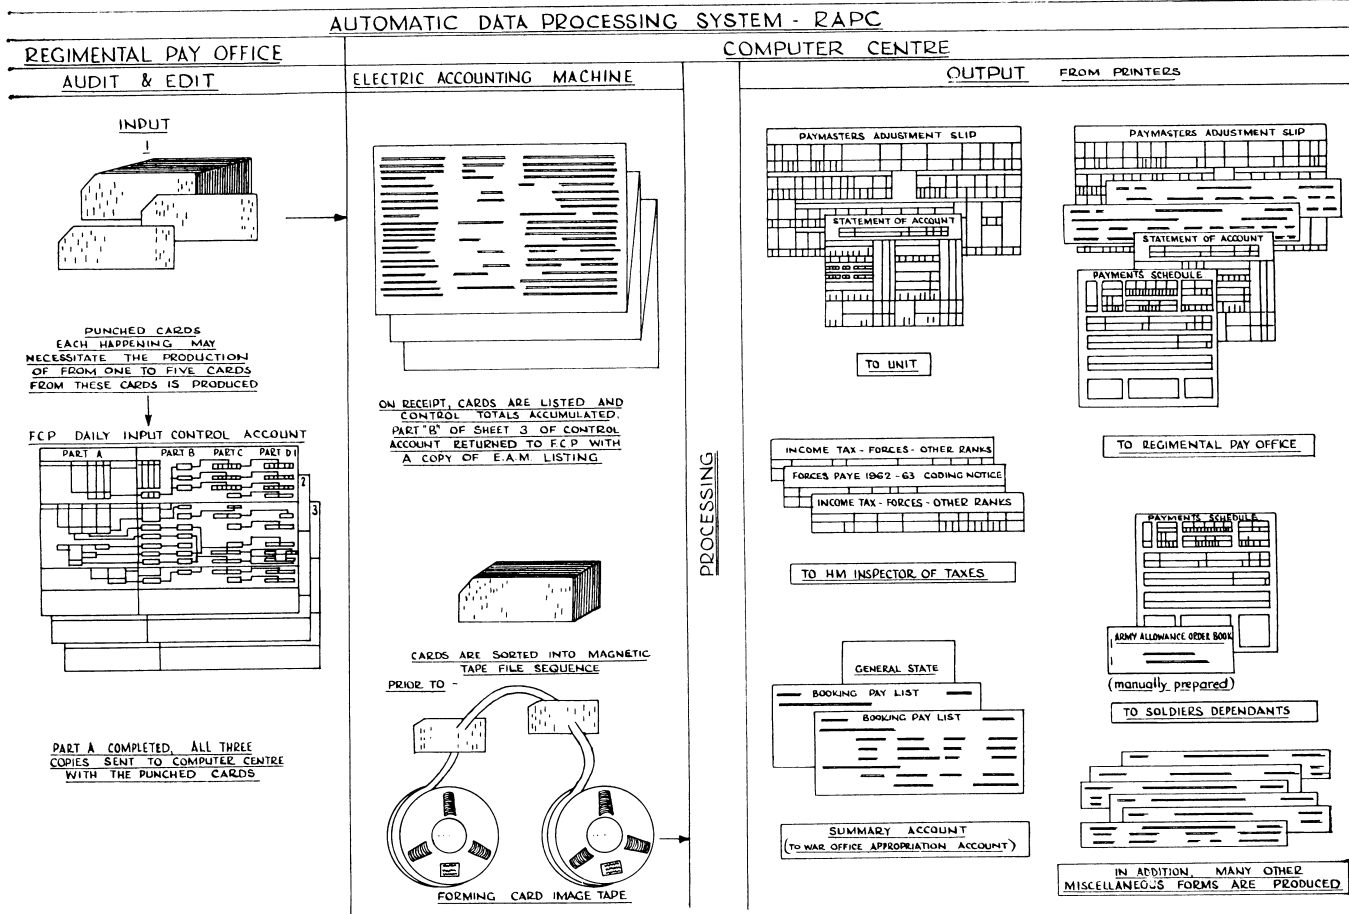 AUTOMATIC DATA PROCESSING SYSTEM - RAPC
REGIMENTAL PAY OFFICE
COMPUTER CENTRE
AUDIT & EDIT
ELECTRIC ACCOUNTING MACHINE
OUTPUT FROM PRINTERS
INPUT
PUNCHED CARDS
EACH HAPPENING MAY
NECESSITATE THE PRODUCTION
OF FROM ONE TO FIVE CARDS
FROM THESE CARDS IS PRODUCED
FCP DAILY INPUT CONTROL ACCOUNT
PART A PART B PART C PART D 1
2
3
PART A COMPLETED, ALL THREE
COPIES SENT TO COMPUTER CENTRE
WITH THE PUNCHED CARDS
ON RECEIPT, CARDS ARE LISTED AND
CONTROL TOTALS ACCUMULATED.
PART "B" OF SHEET 3 OF CONTROL
ACCOUNT RETURNED TO F.C.P WITH
A COPY OF E.A.M LISTING
CARDS ARE SORTED INTO MAGNETIC
TAPE FILE SEQUENCE
PRIOR TO -
FORMING CARD IMAGE TAPE
PROCESSING
PAYMASTERS ADJUSTMENT SLIP
STATEMENT OF ACCOUNT
TO UNIT
INCOME TAX - FORCES - OTHER RANKS
FORCES PAYE 1962 - 63 CODING NOTICE
INCOME TAX - FORCES - OTHER RANKS
TO HM INSPECTOR OF TAXES
GENERAL STATE
BOOKING PAY LIST
BOOKING PAY LIST
SUMMARY ACCOUNT
(TO WAR OFFICE APPROPRIATION ACCOUNT)
PAYMASTERS ADJUSTMENT SLIP
STATEMENT OF ACCOUNT
PAYMENTS SCHEDULE
TO REGIMENTAL PAY OFFICE
PAYMENTS SCHEDULE
ARMY ALLOWANCE ORDER BOOK
(manually prepared)
TO SOLDIERS DEPENDANTS
IN ADDITION, MANY OTHER
MISCELLANEOUS FORMS ARE PRODUCED